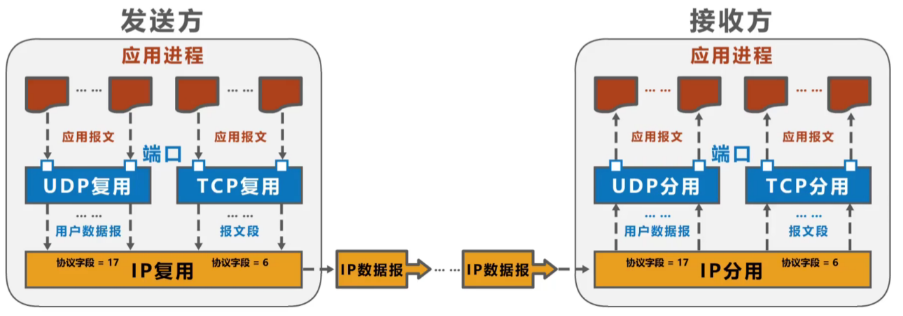 发送方
应用进程
... ... ... ...
应用报文 应用报文
端口
UDP复用 TCP复用
... ... ... ...
用户数据报 报文段
协议字段 = 17 协议字段 = 6
IP复用
IP数据报 ... ... IP数据报
接收方
应用进程
... ... ... ...
应用报文 应用报文
端口
UDP分用 TCP分用
... ... ... ...
用户数据报 报文段
协议字段 = 17 协议字段 = 6
IP分用